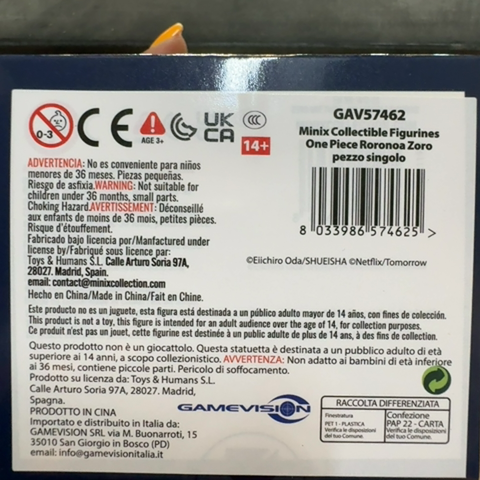 0-3
AGE 3+
UK
CA
CCC
14+
GAV57462
Minix Collectible Figurines
One Piece Roronoa Zoro
pezzo singolo
8 033986 574625 >
©Eiichiro Oda/SHUEISHA ©Netflix/Tomorrow
ADVERTENCIA: No es conveniente para niños
menores de 36 meses. Piezas pequeñas.
Riesgo de asfixia.WARNING: Not suitable for
children under 36 months, small parts.
Choking Hazard.AVERTISSEMENT: Déconseillé
aux enfants de moins de 36 mois, petites pièces.
Risque d'étouffement.
Fabricado bajo licencia por/Manfactured under
license by/Fabriqué sous licence par:
Toys & Humans S.L. Calle Arturo Soria 97A,
28027. Madrid, Spain.
email: contact@minixcollection.com
Hecho en China/Made in China/Fait en Chine.
Este producto no es un juguete, esta figura está destinada a un público adulto mayor de 14 años, con fines de colección.
This product is not a toy, this figure is intended for an adult audience over the age of 14, for collection purposes.
Ce produit n'est pas un jouet, cette figurine est destinée à un public adulte de plus de 14 ans, à des fins de collection.
Questo prodotto non è un giocattolo. Questa statuetta è destinata a un pubblico adulto di età
superiore ai 14 anni, a scopo collezionistico. AVVERTENZA: Non adatto ai bambini di età inferiore
ai 36 mesi, contiene piccole parti. Pericolo di soffocamento.
Prodotto su licenza da: Toys & Humans S.L.
Calle Arturo Soria 97A, 28027. Madrid,
Spagna.
PRODOTTO IN CINA
Importato e distribuito in Italia da:
GAMEVISION SRL via M. Buonarroti, 15
35010 San Giorgio in Bosco (PD)
email: info@gamevisionitalia.it
GAMEVISION
RACCOLTA DIFFERENZIATA
Finestratura
PET 1 - PLASTICA
Verifica le disposizioni
del tuo Comune.
Confezione
PAP 22 - CARTA
Verifica le disposizioni
del tuo Comune.